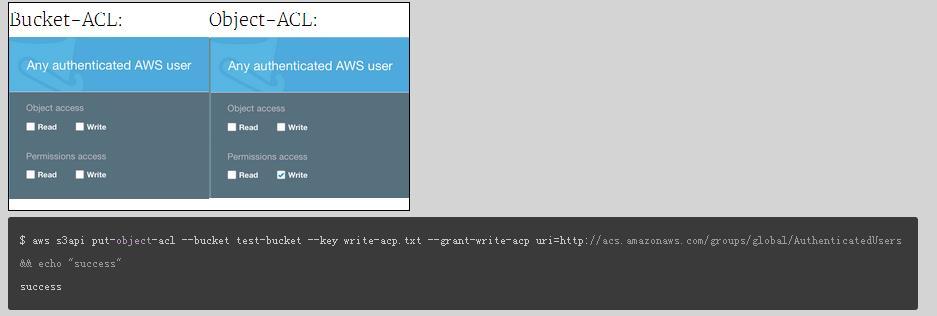 Bucket-ACL: Object-ACL:
Any authenticated AWS user Any authenticated AWS user
Object access Object access
Read Write Read Write
Permissions access Permissions access
Read Write Read Write
$ aws s3api put-object-acl --bucket test-bucket --key write-acp.txt --grant-write-acp uri=http://acs.amazonaws.com/groups/global/AuthenticatedUsers
&& echo "success"
success